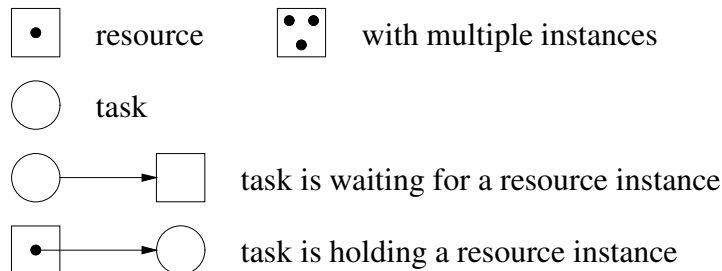 resource with multiple instances
task
task is waiting for a resource instance
task is holding a resource instance